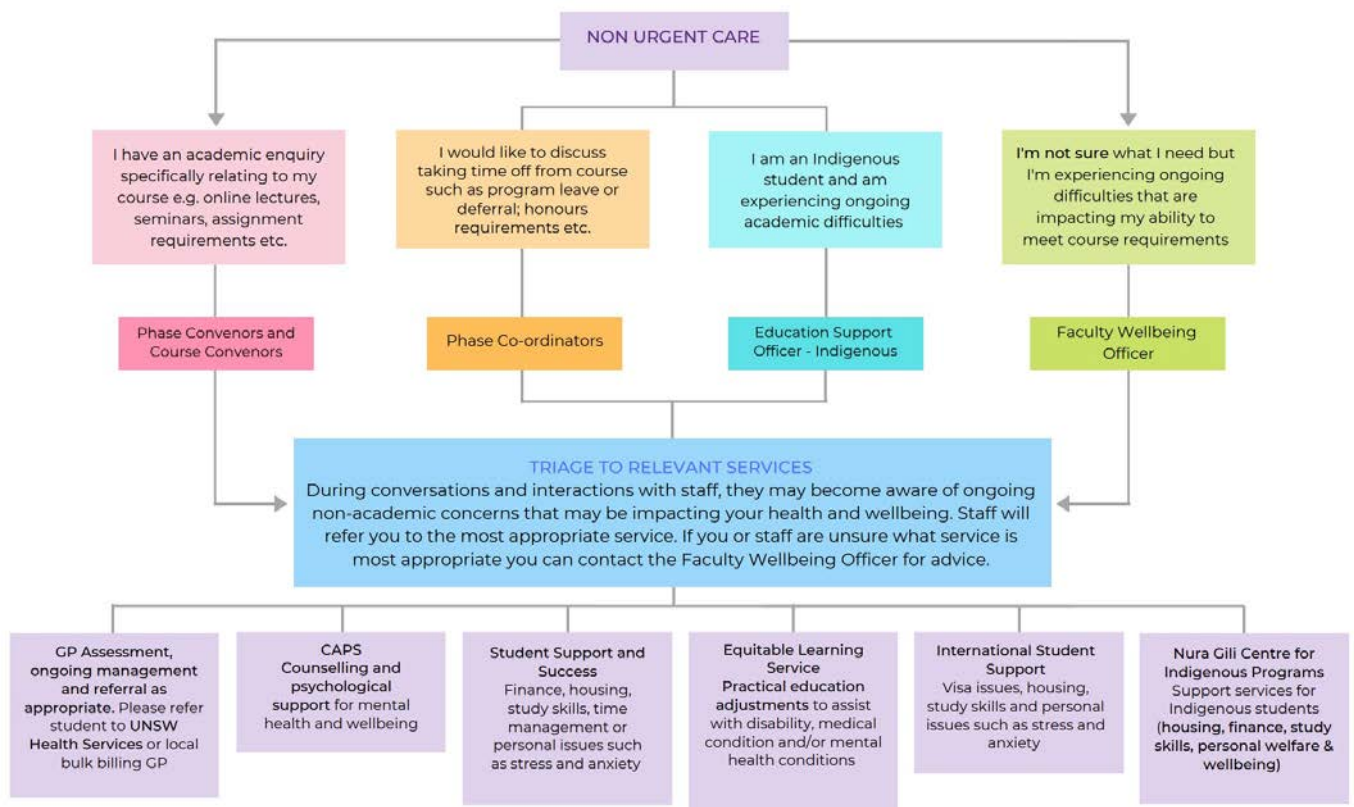 NON URGENT CARE
I have an academic enquiry
specifically relating to my
course e.g. online lectures,
seminars, assignment
requirements etc.
I would like to discuss
taking time off from course
such as program leave or
deferral; honours
requirements etc.
I am an Indigenous
student and am
experiencing ongoing
academic difficulties
I'm not sure what I need but
I'm experiencing ongoing
difficulties that are
impacting my ability to
meet course requirements
Phase Convenors and
Course Convenors
Phase Co-ordinators
Education Support
Officer - Indigenous
Faculty Wellbeing
Officer
TRIAGE TO RELEVANT SERVICES
During conversations and interactions with staff, they may become aware of ongoing
non-academic concerns that may be impacting your health and wellbeing. Staff will
refer you to the most appropriate service. If you or staff are unsure what service is
most appropriate you can contact the Faculty Wellbeing Officer for advice.
GP Assessment,
ongoing management
and referral as
appropriate. Please refer
student to UNSW
Health Services or local
bulk billing GP
CAPS
Counselling and
psychological
support for mental
health and wellbeing
Student Support and
Success
Finance, housing,
study skills, time
management or
personal issues such
as stress and anxiety
Equitable Learning
Service
Practical education
adjustments to assist
with disability, medical
condition and/or mental
health conditions
International Student
Support
Visa issues, housing,
study skills and personal
issues such as stress and
anxiety
Nura Gili Centre for
Indigenous Programs
Support services for
Indigenous students
(housing, finance, study
skills, personal welfare &
wellbeing)